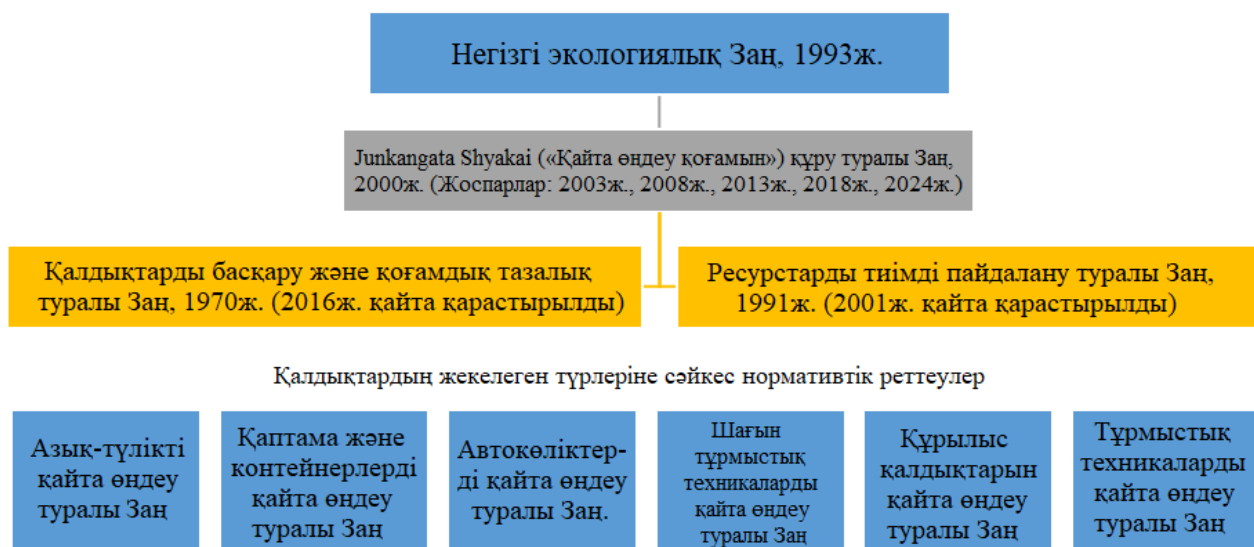 Негізгі экологиялық Заң, 1993ж.
Junkangata Shyakai («Қайта өңдеу қоғамын») құру туралы Заң,
2000ж. (Жоспарлар: 2003ж., 2008ж., 2013ж., 2018ж., 2024ж.)
Қалдықтарды басқару және қоғамдық тазалық
туралы Заң, 1970ж. (2016ж. қайта қарастырылды)
Ресурстарды тиімді пайдалану туралы Заң,
1991ж. (2001ж. қайта қарастырылды)
Қалдықтардың жекелеген түрлеріне сәйкес нормативтік реттеулер
Азық-түлікті
қайта өңдеу
туралы Заң
Қаптама және
контейнерлерді
қайта өңдеу
туралы Заң
Автокөліктер-
ді қайта өңдеу
туралы Заң.
Шағын
тұрмыстық
техникаларды
қайта өңдеу
туралы Заң
Құрылыс
қалдықтарын
қайта өңдеу
туралы Заң
Тұрмыстық
техникаларды
қайта өңдеу
туралы Заң